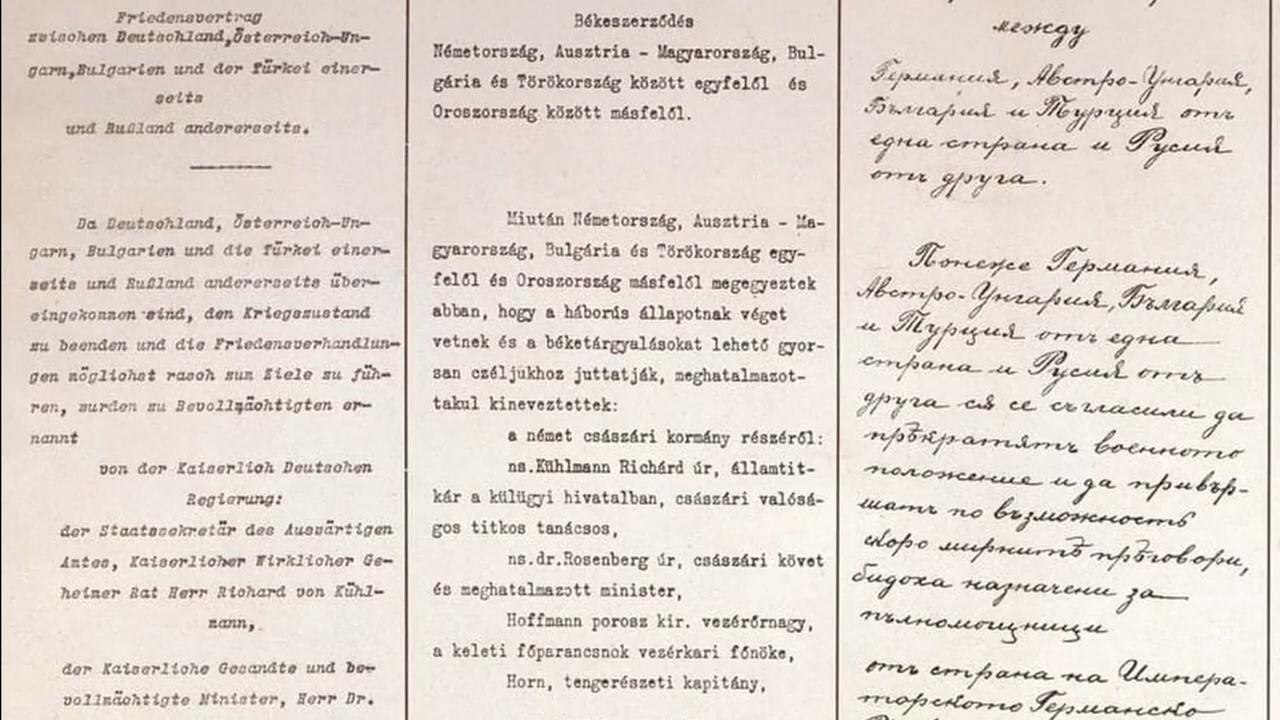 Friedensvertrag
zwischen Deutschland,Österreich-Un-
garn,Bulgarien und der Türkei einer-
seits
und Rußland andererseits.
Da Deutschland, Österreich-Un-
garn, Bulgarien und die Türkei einer-
seits und Rußland andererseits über-
eingekommen sind, den Kriegszustand
zu beenden und die Friedensverhandlun-
gen möglichst rasch zum Ziele zu füh-
ren, wurden zu Bevollmächtigten er-
nannt
von der Kaiserlich Deutschen
Regierung:
der Staatssekretär des Auswärtigen
Amtes, Kaiserlicher Wirklicher Ge-
heimer Rat Herr Richard von Kühl-
mann,
der Kaiserliche Gesandte und be-
vollmächtigte Minister, Herr Dr.
Békeszerződés
Németország, Ausztria - Magyarország, Bul-
gária és Törökország között egyfelől és
Oroszország között másfelől.
Miután Németország, Ausztria - Ma-
gyarország, Bulgária és Törökország egy-
felől és Oroszország másfelől megegyeztek
abban, hogy a háborús állapotnak véget
vetnek és a béketárgyalásokat lehető gyor-
san czéljukhoz juttatják, meghatalmazot-
takul kineveztettek:
a német császári kormány részéről:
ns.Kühlmann Richárd úr, államtit-
kár a külügyi hivatalban, császári valósá-
gos titkos tanácsos,
ns.dr.Rosenberg úr, császári követ
és meghatalmazott minister,
Hoffmann porosz kir. vezérőrnagy,
a keleti főparancsnok vezérkari főnöke,
Horn, tengerészeti kapitány,
между
Германия, Австро-Унгария,
България и Турция отъ
една страна и Русия
отъ друга.
Понеже Германия,
Австро-Унгария, България
и Турция отъ една
страна и Русия отъ
друга сѫ се съгласили да
прѣкратятъ военното
положение и да привър-
шатъ по възможность
скоро мирнитѣ прѣговори,
бидоха назначени за
пълномощници
отъ страна на Импера-
торското Германско